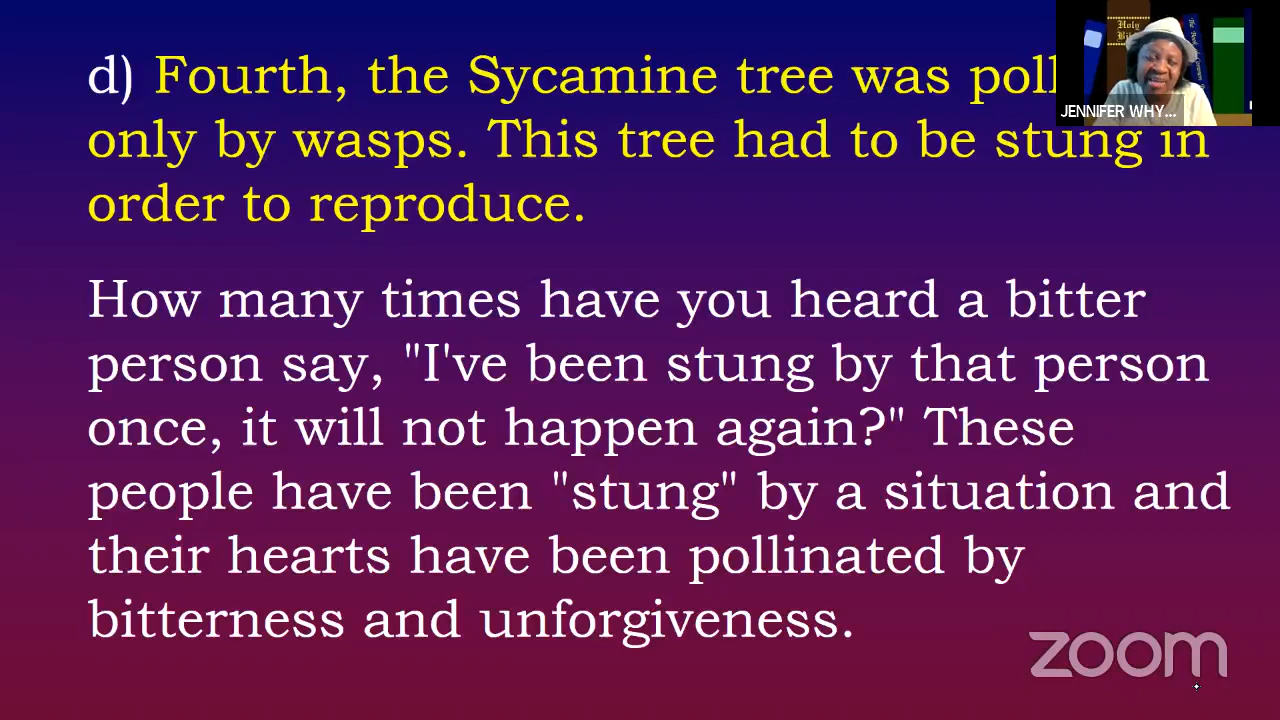 d) Fourth, the Sycamine tree was
only by wasps. This tree had to be stung in
order to reproduce.
How many times have you heard a bitter
person say, "I've been stung by that person
once, it will not happen again?" These
people have been "stung" by a situation and
their hearts have been pollinated by
bitterness and unforgiveness.
Holy
JENNIFER WHY...
zoom